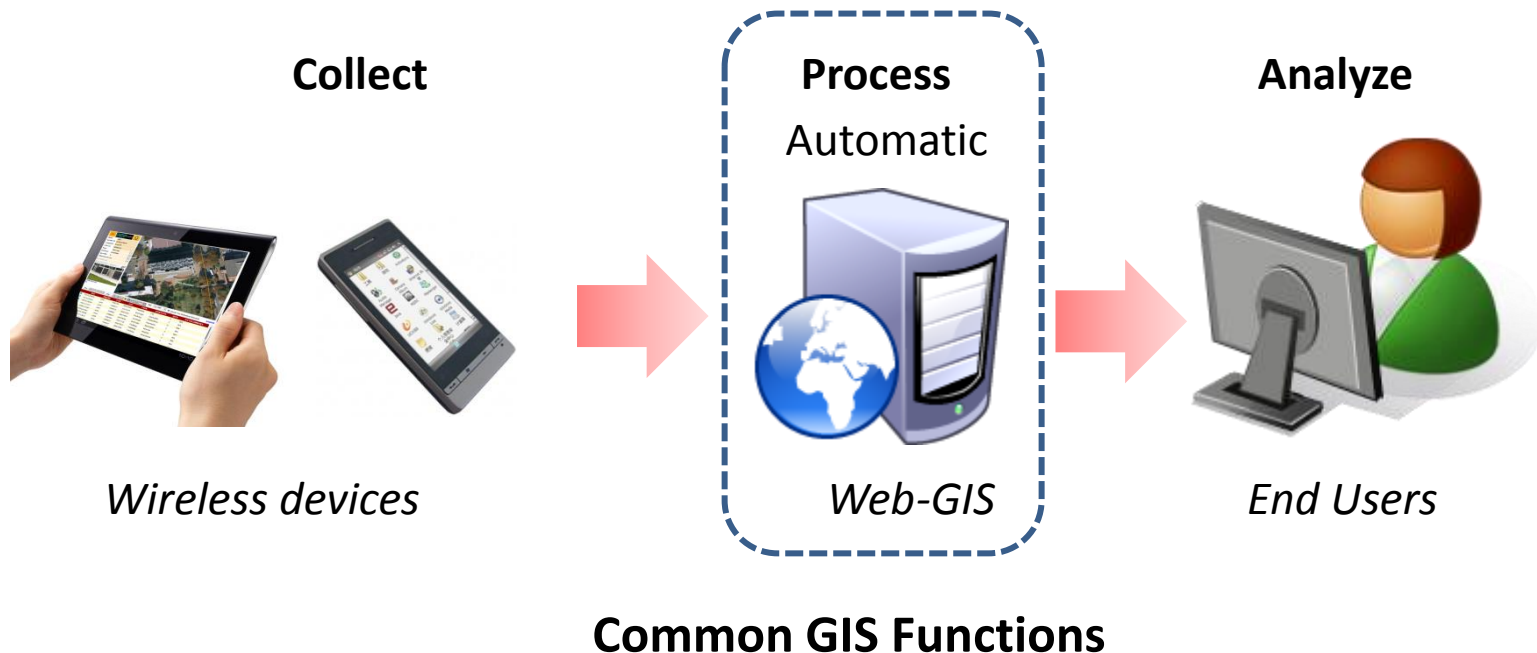 Collect
Process
Analyze
Automatic
Wireless devices
Web-GIS
End Users
Common GIS Functions